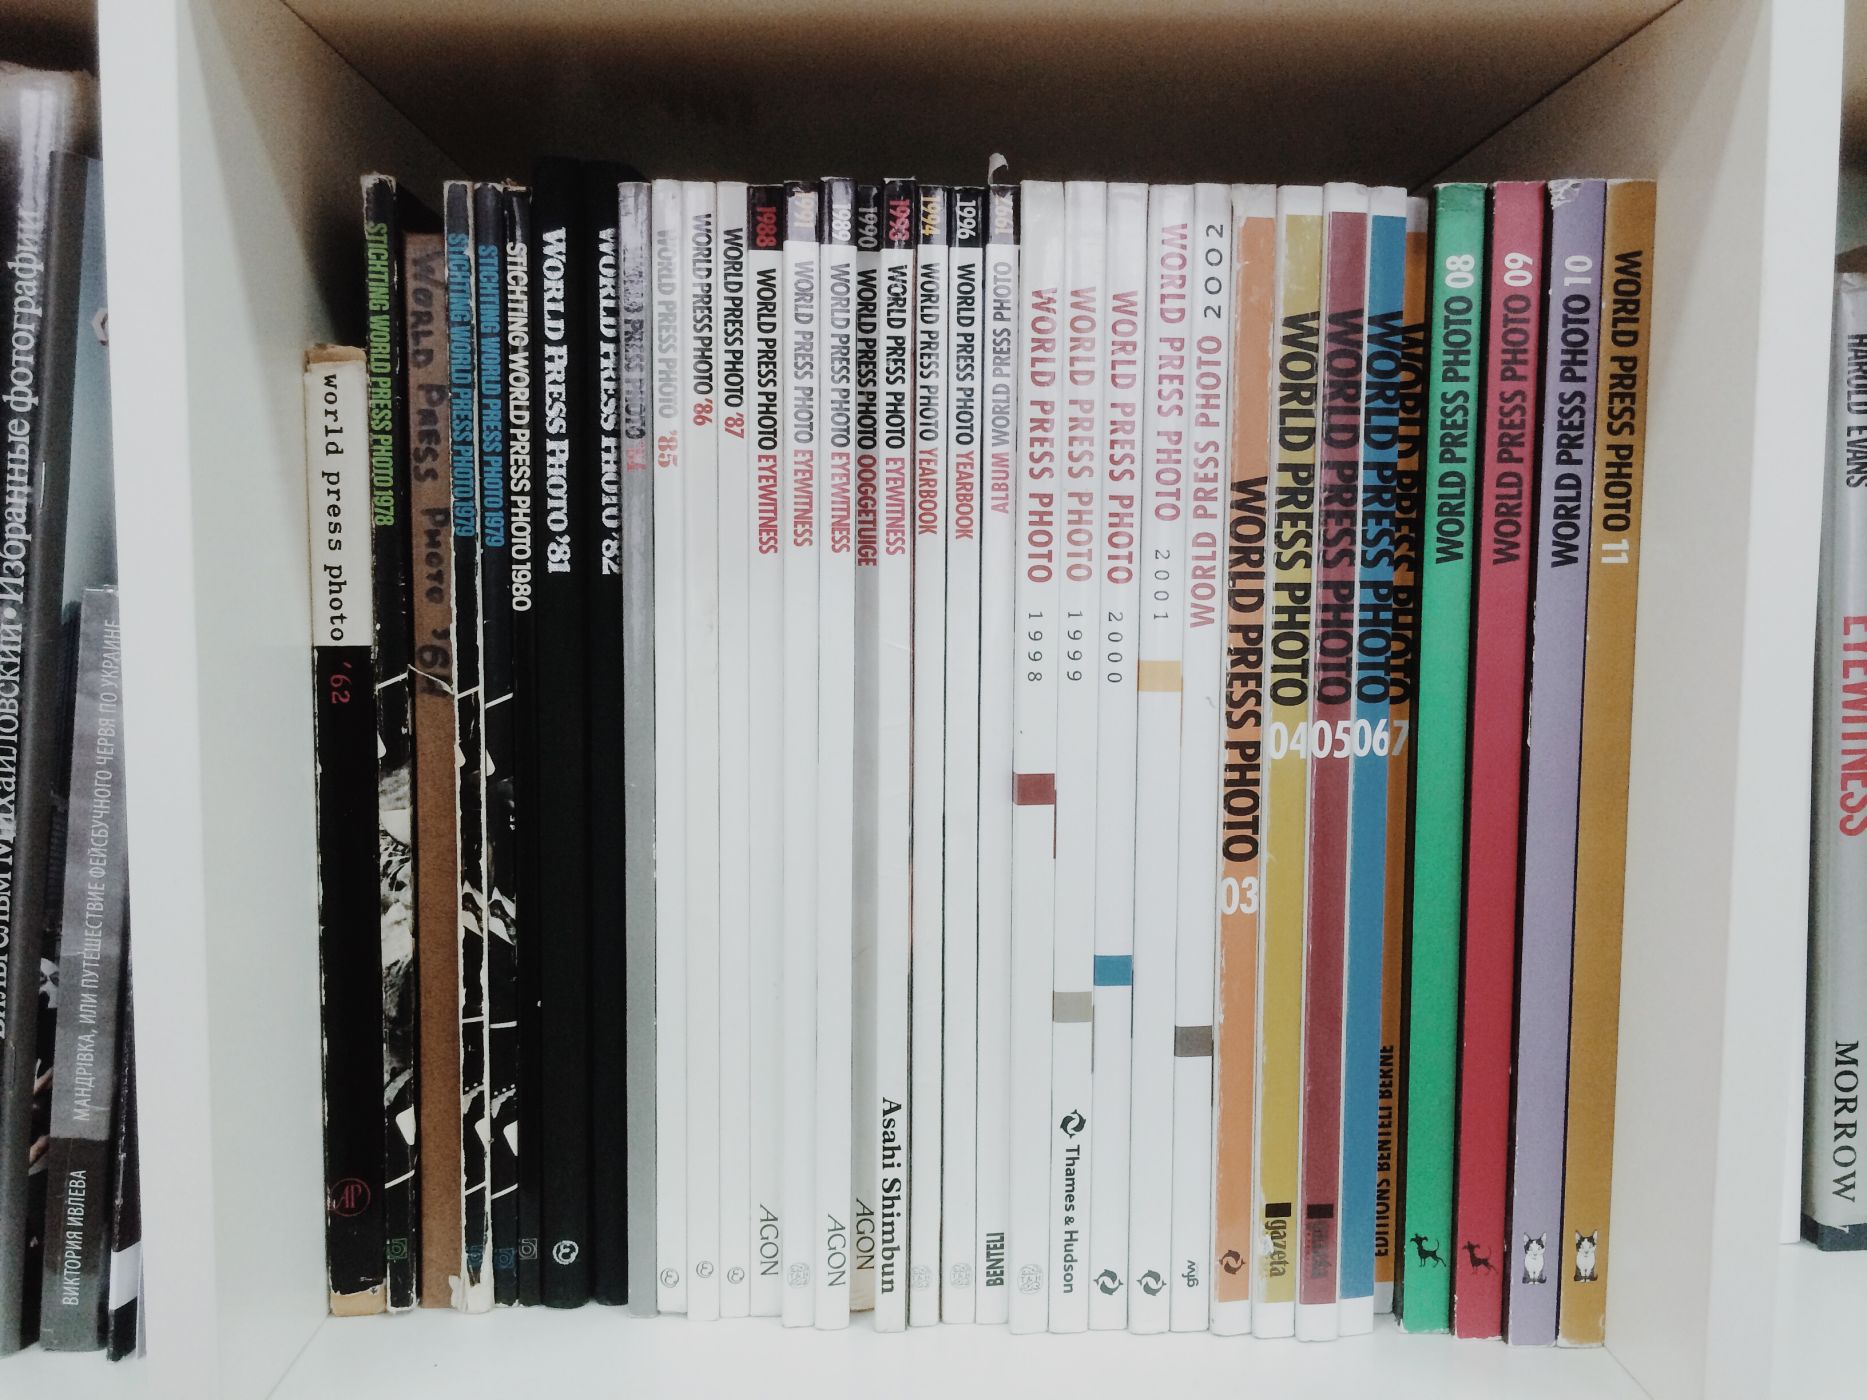 Вильгельм Михайловский • Избранные фотографии
ВИКТОРИЯ ИВЛЕВА
МАНДРІВКА, ИЛИ ПУТЕШЕСТВИЕ ФЕЙСБУЧНОГО ЧЕРВЯ ПО УКРАИНЕ
world press photo '62
STICHTING WORLD PRESS PHOTO 1978
WORLD PRESS PHOTO
STICHTING WORLD PRESS PHOTO 1979
STICHTING WORLD PRESS PHOTO 1979
STICHTING WORLD PRESS PHOTO 1980
WORLD PRESS PHOTO '81
WORLD PRESS PHOTO '82
WORLD PRESS PHOTO
WORLD PRESS PHOTO '85
WORLD PRESS PHOTO '86
WORLD PRESS PHOTO '87
1988 WORLD PRESS PHOTO EYEWITNESS AGON
1991 WORLD PRESS PHOTO EYEWITNESS
1989 WORLD PRESS PHOTO EYEWITNESS AGON
1990 WORLD PRESS PHOTO OOGGETUIGE AGON
1993 WORLD PRESS PHOTO EYEWITNESS Asahi Shimbun
1994 WORLD PRESS PHOTO YEARBOOK
1996 WORLD PRESS PHOTO YEARBOOK
ALBUM WORLD PRESS PHOTO BENTELI
WORLD PRESS PHOTO 1998
WORLD PRESS PHOTO 1999 Thames & Hudson
WORLD PRESS PHOTO 2000
WORLD PRESS PHOTO 2001
WORLD PRESS PHOTO 2002
WORLD PRESS PHOTO 03
WORLD PRESS PHOTO 04 gazeta
WORLD PRESS PHOTO 05
WORLD PRESS PHOTO 06
WORLD PRESS PHOTO 7 EDITIONS BENTELI BERNE
WORLD PRESS PHOTO 08
WORLD PRESS PHOTO 09
WORLD PRESS PHOTO 10
WORLD PRESS PHOTO 11
HAROLD EVANS EYEWITNESS MORROW